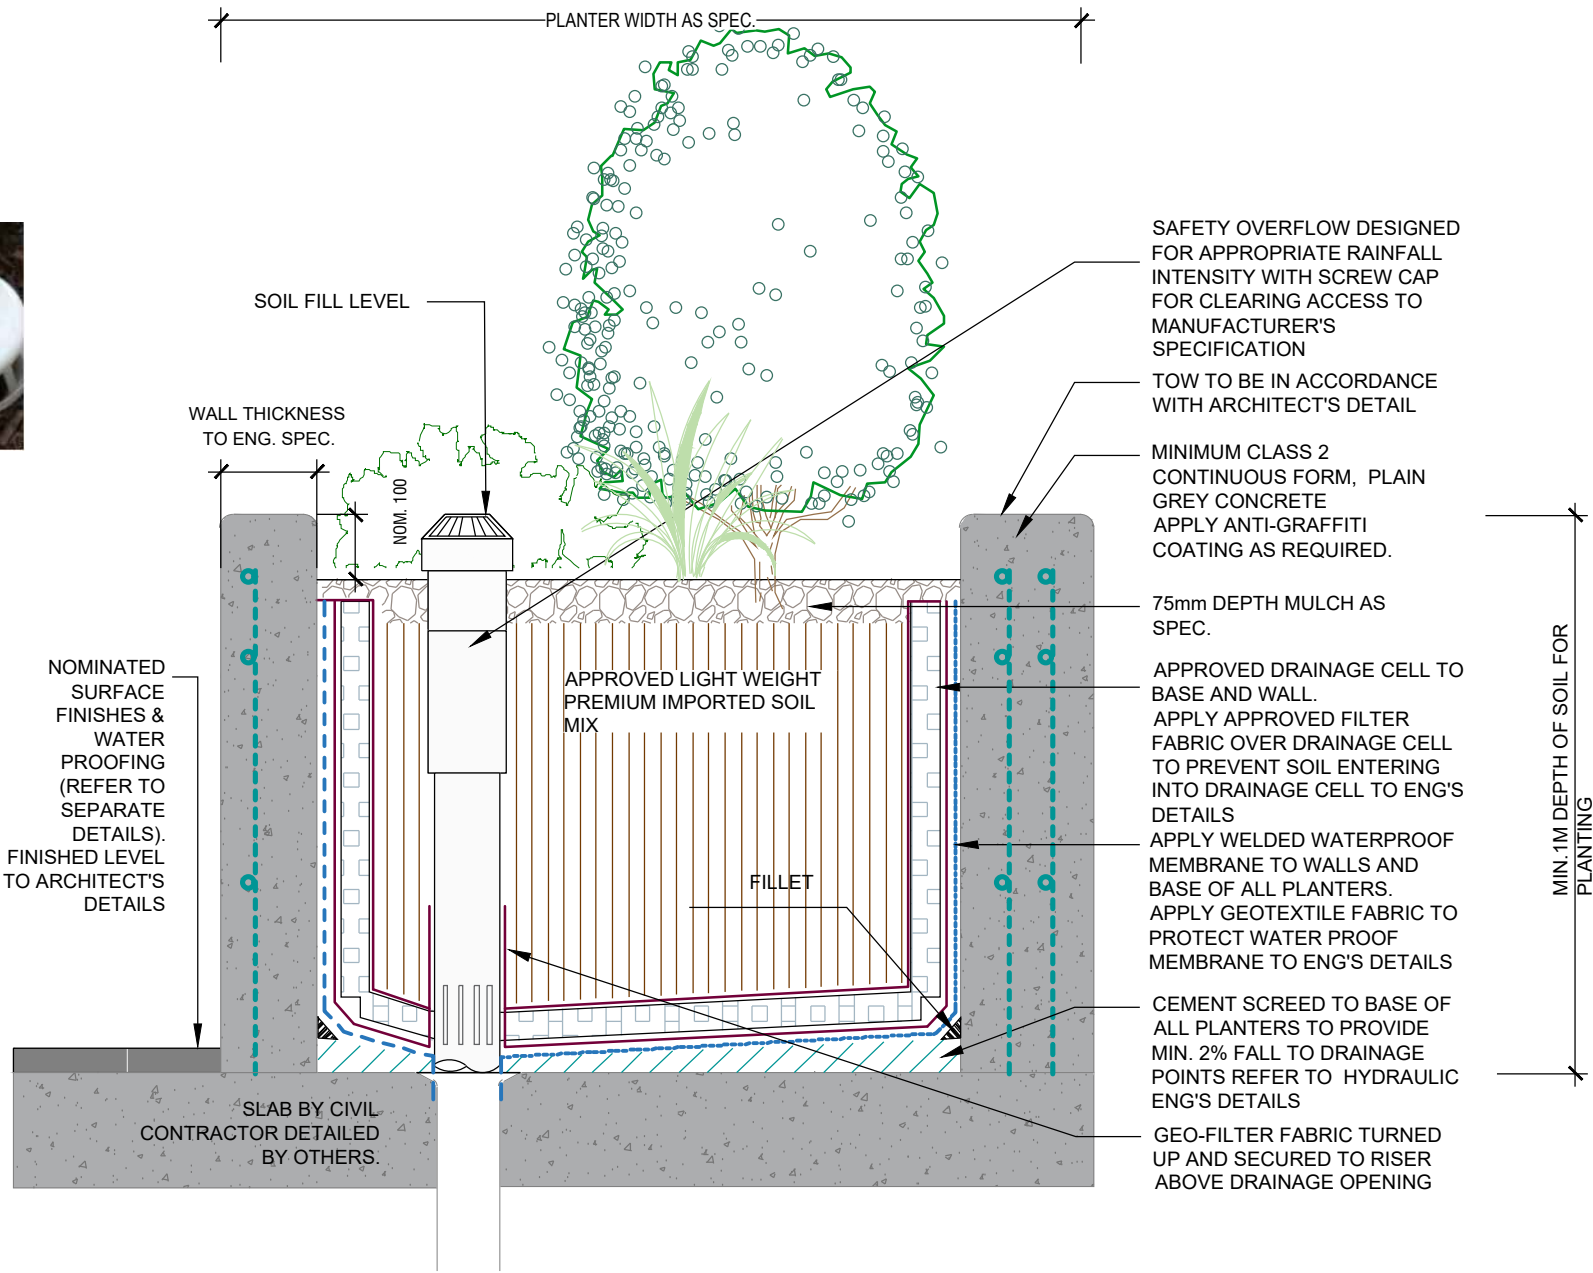 PLANTER WIDTH AS SPEC.
SOIL FILL LEVEL
WALL THICKNESS
TO ENG. SPEC.
NOM. 100
NOMINATED
SURFACE
FINISHES &
WATER
PROOFING
(REFER TO
SEPARATE
DETAILS).
FINISHED LEVEL
TO ARCHITECT'S
DETAILS
APPROVED LIGHT WEIGHT
PREMIUM IMPORTED SOIL
MIX
FILLET
SLAB BY CIVIL
CONTRACTOR DETAILED
BY OTHERS.
SAFETY OVERFLOW DESIGNED
FOR APPROPRIATE RAINFALL
INTENSITY WITH SCREW CAP
FOR CLEARING ACCESS TO
MANUFACTURER'S
SPECIFICATION
TOW TO BE IN ACCORDANCE
WITH ARCHITECT'S DETAIL
MINIMUM CLASS 2
CONTINUOUS FORM, PLAIN
GREY CONCRETE
APPLY ANTI-GRAFFITI
COATING AS REQUIRED.
75mm DEPTH MULCH AS
SPEC.
APPROVED DRAINAGE CELL TO
BASE AND WALL.
APPLY APPROVED FILTER
FABRIC OVER DRAINAGE CELL
TO PREVENT SOIL ENTERING
INTO DRAINAGE CELL TO ENG'S
DETAILS
APPLY WELDED WATERPROOF
MEMBRANE TO WALLS AND
BASE OF ALL PLANTERS.
APPLY GEOTEXTILE FABRIC TO
PROTECT WATER PROOF
MEMBRANE TO ENG'S DETAILS
CEMENT SCREED TO BASE OF
ALL PLANTERS TO PROVIDE
MIN. 2% FALL TO DRAINAGE
POINTS REFER TO HYDRAULIC
ENG'S DETAILS
GEO-FILTER FABRIC TURNED
UP AND SECURED TO RISER
ABOVE DRAINAGE OPENING
MIN.1M DEPTH OF SOIL FOR
PLANTING